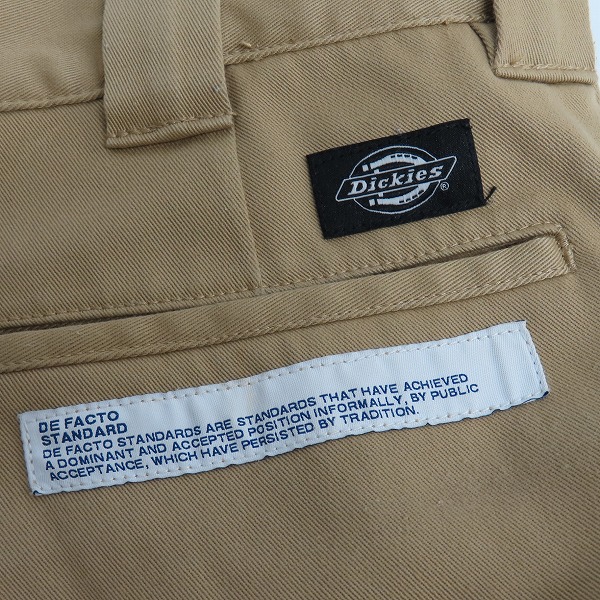 Dickies®
DE FACTO
STANDARD
DE FACTO STANDARDS ARE STANDARDS THAT HAVE ACHIEVED
A DOMINANT AND ACCEPTED POSITION INFORMALLY, BY PUBLIC
ACCEPTANCE, WHICH HAVE PERSISTED BY TRADITION.